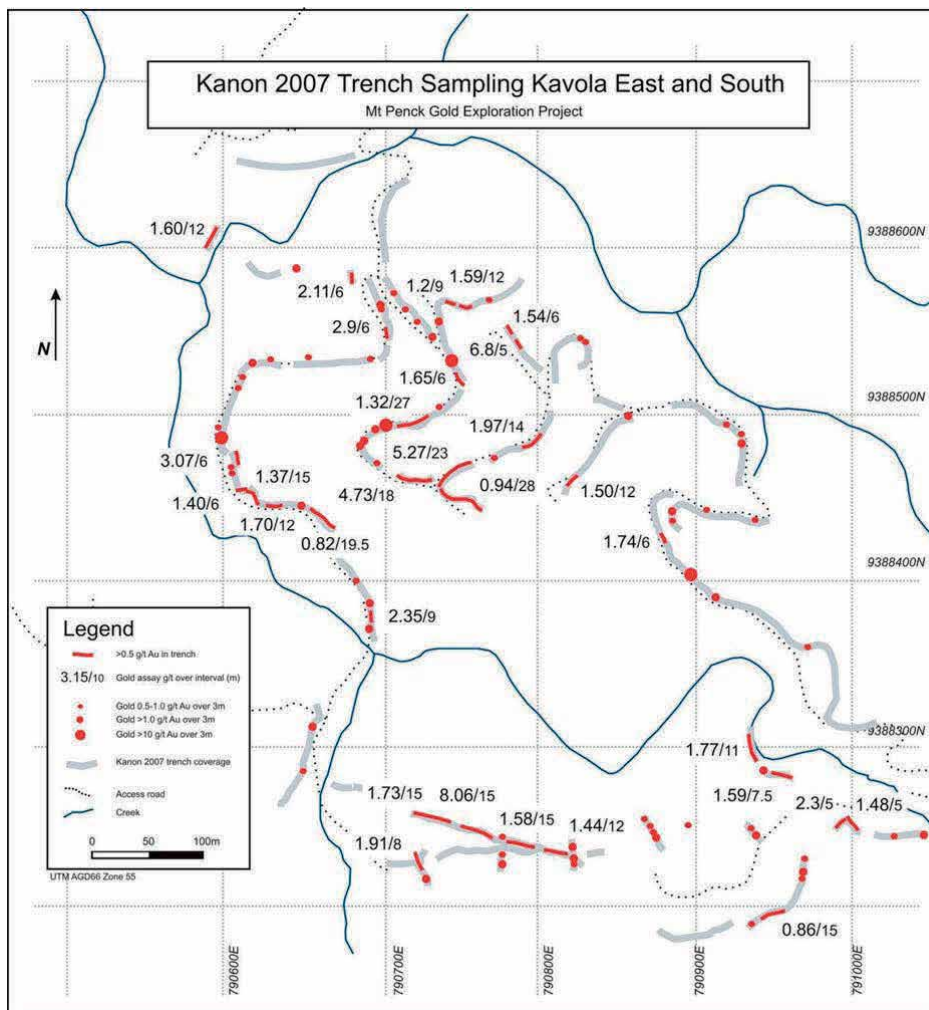 Kanon 2007 Trench Sampling Kavola East and South
Mt Penck Gold Exploration Project
1.60/12
9388600N
2.11/6
1.2/9
1.59/12
2.9/6
1.54/6
6.8/5
1.65/6
1.32/27
9388500N
1.97/14
5.27/23
3.07/6
1.37/15
4.73/18
0.94/28
1.50/12
1.40/6
1.70/12
0.82/19.5
1.74/6
9388400N
2.35/9
N
Legend
>0.5 g/t Au in trench
3.15/10 Gold assay g/t over interval (m)
Gold 0.5-1.0 g/t Au over 3m
Gold >1.0 g/t Au over 3m
Gold >10 g/t Au over 3m
Kanon 2007 trench coverage
Access road
Creek
0 50 100m
UTM AGD66 Zone 55
9388300N
1.77/11
1.73/15
8.06/15
1.59/7.5
2.3/5
1.48/5
1.58/15
1.44/12
1.91/8
0.86/15
790600E
790700E
790800E
790900E
791000E